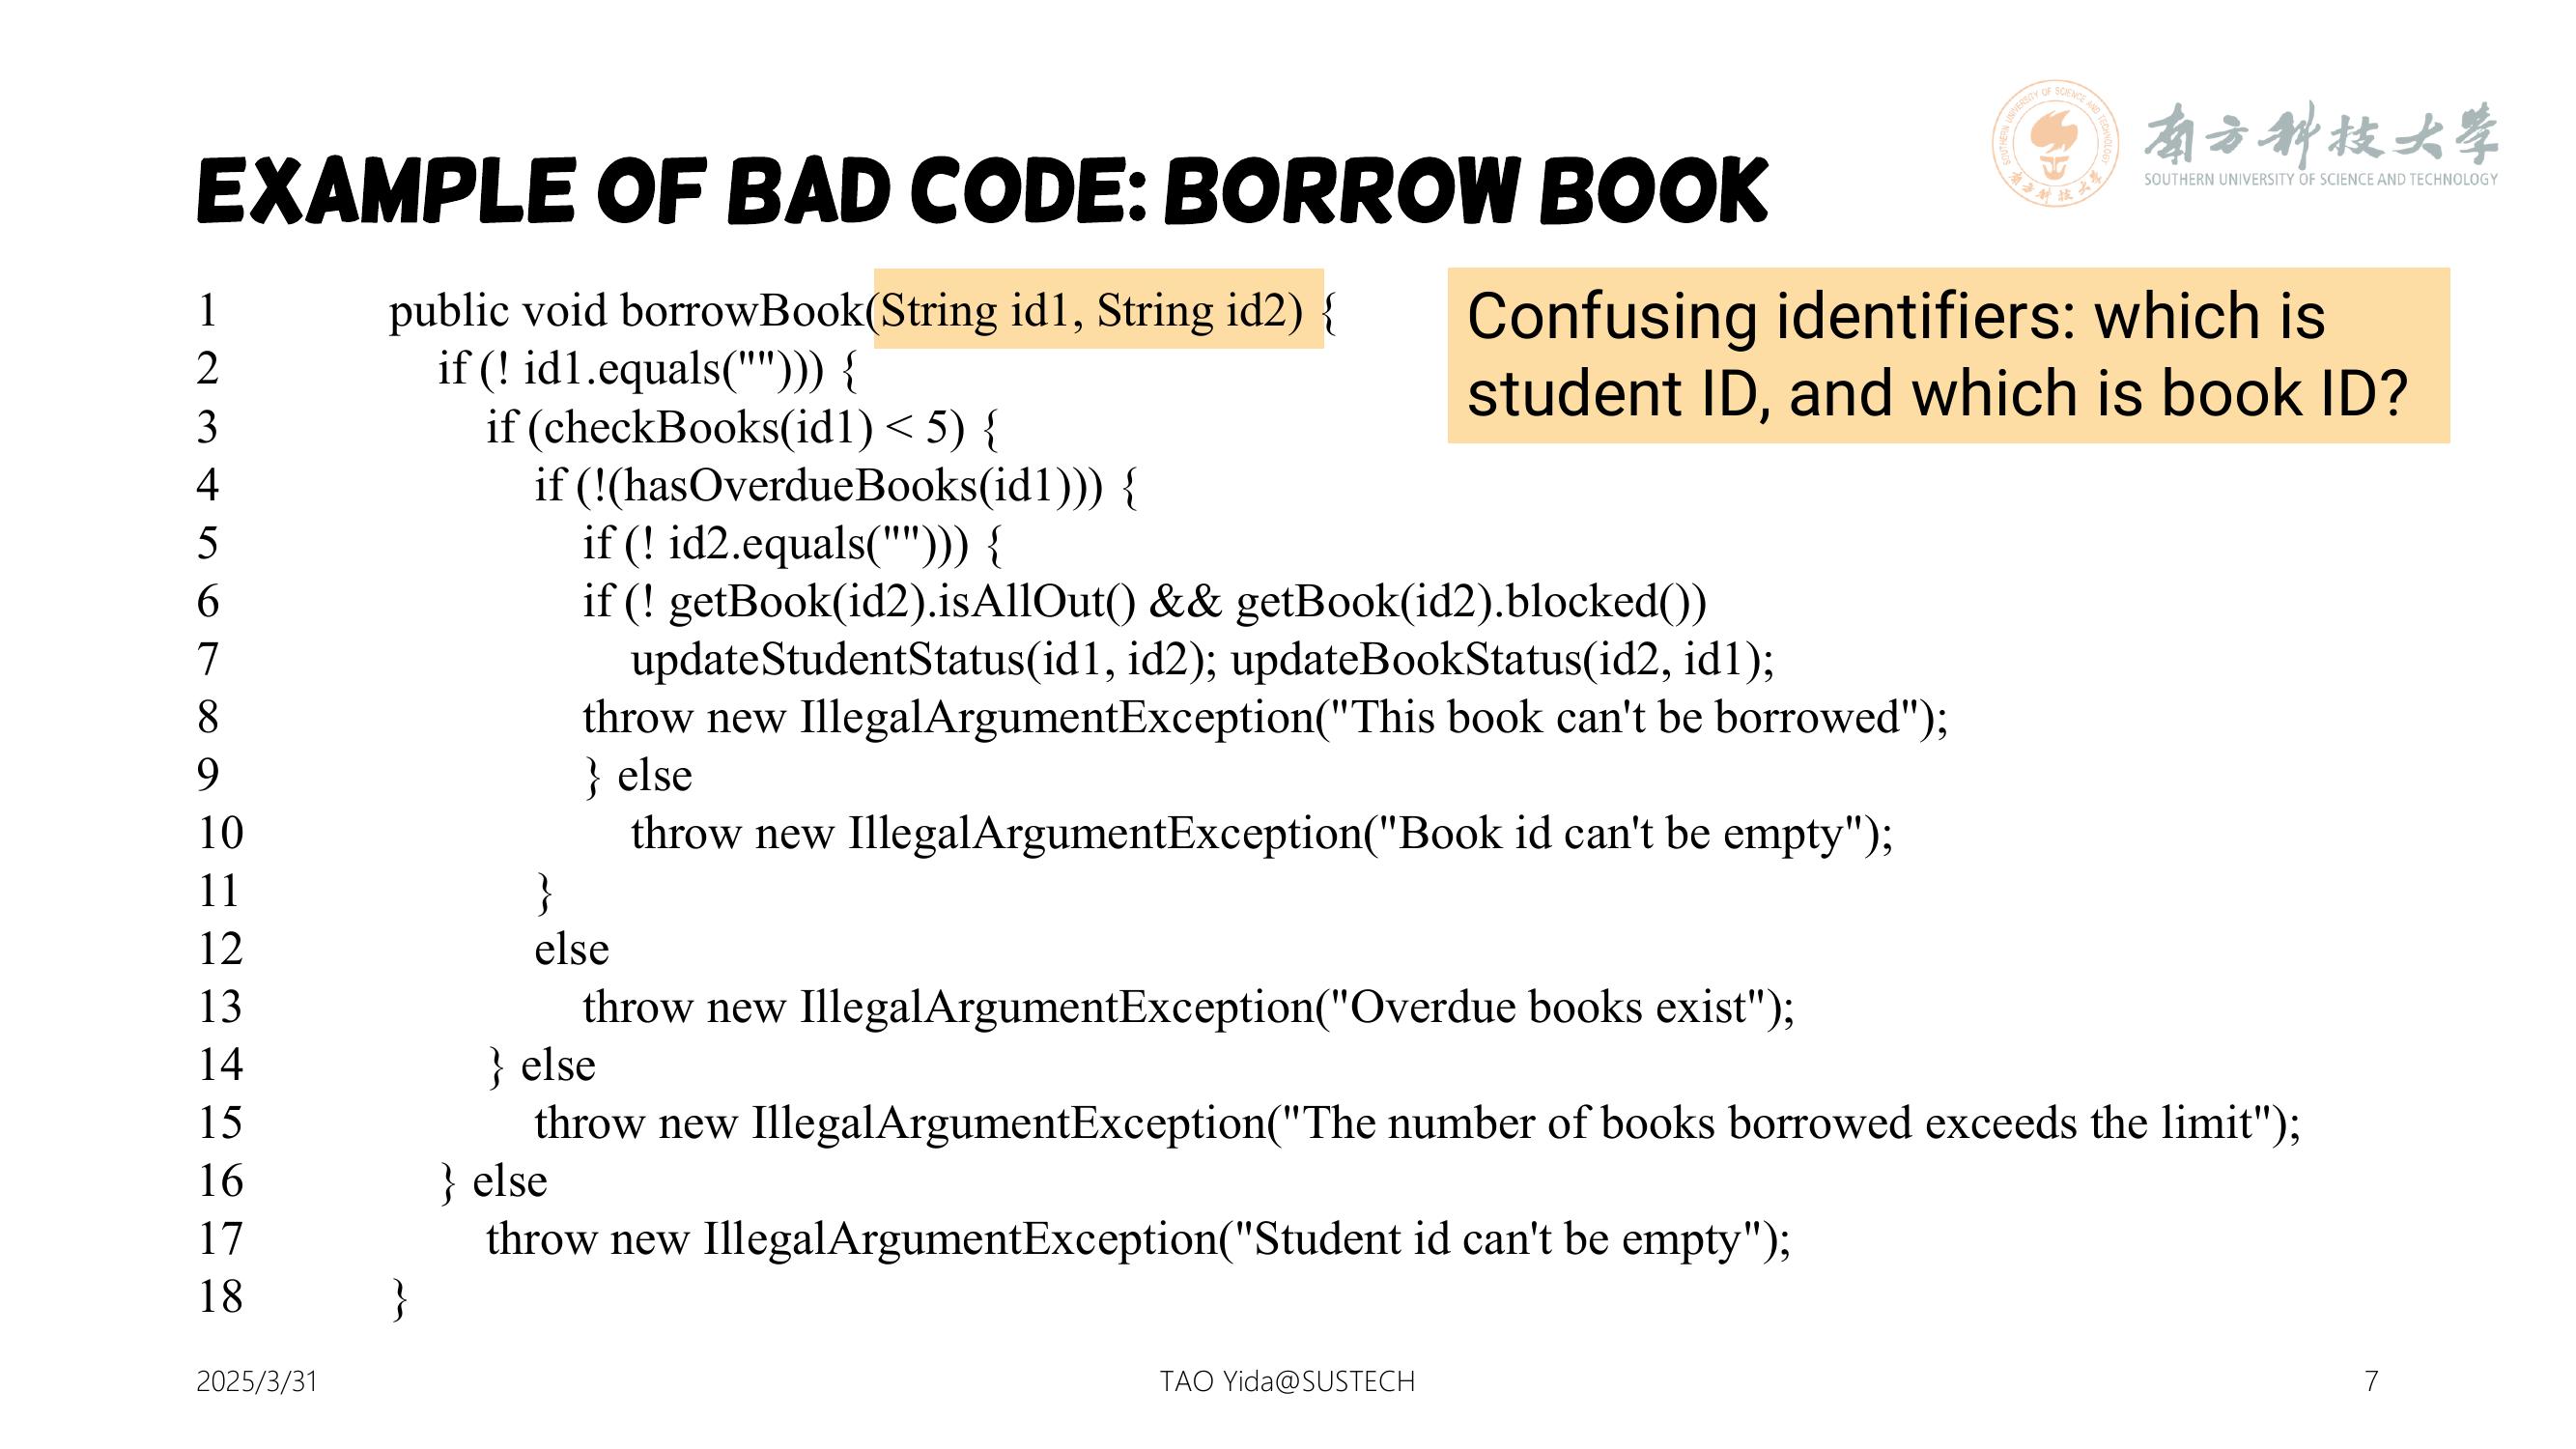 南方科技大学
SOUTHERN UNIVERSITY OF SCIENCE AND TECHNOLOGY
EXAMPLE OF BAD CODE: BORROW BOOK
Confusing identifiers: which is
student ID, and which is book ID?
1 public void borrowBook(String id1, String id2) {
2 if (! id1.equals(""))) {
3 if (checkBooks(id1) < 5) {
4 if (!(hasOverdueBooks(id1))) {
5 if (! id2.equals(""))) {
6 if (! getBook(id2).isAllOut() && getBook(id2).blocked())
7 updateStudentStatus(id1, id2); updateBookStatus(id2, id1);
8 throw new IllegalArgumentException("This book can't be borrowed");
9 } else
10 throw new IllegalArgumentException("Book id can't be empty");
11 }
12 else
13 throw new IllegalArgumentException("Overdue books exist");
14 } else
15 throw new IllegalArgumentException("The number of books borrowed exceeds the limit");
16 } else
17 throw new IllegalArgumentException("Student id can't be empty");
18 }
2025/3/31
TAO Yida@SUSTECH
7